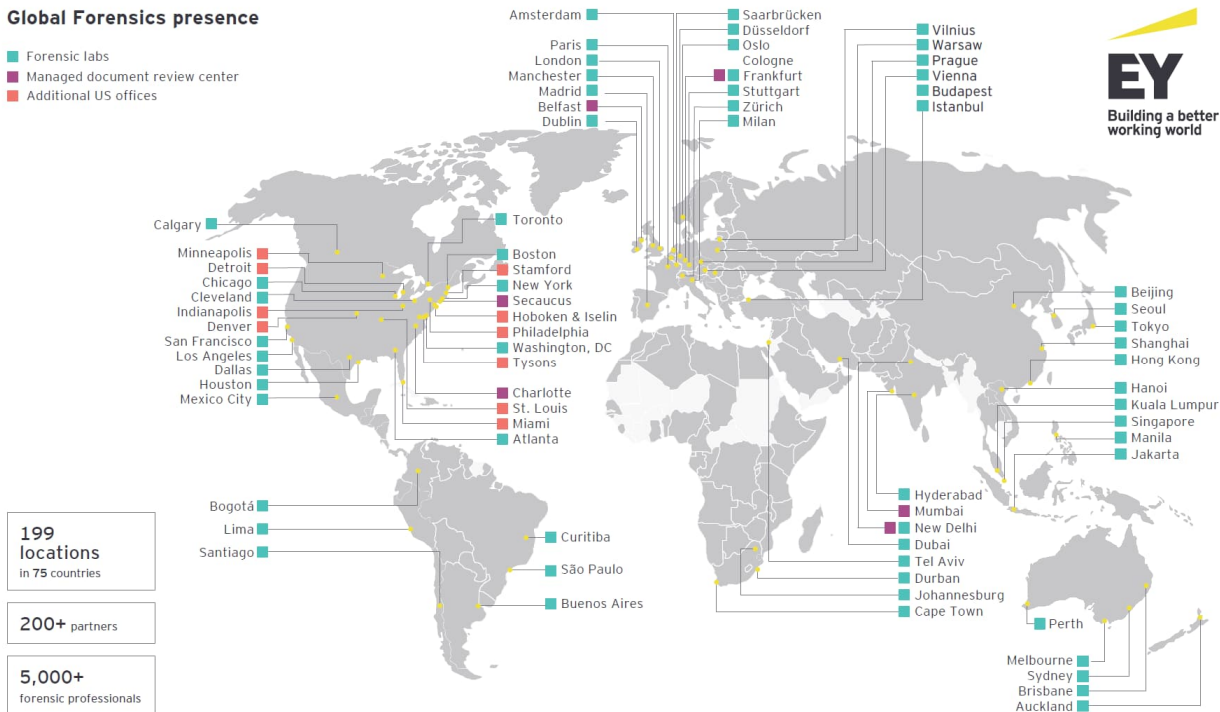 Global Forensics presence
Forensic labs
Managed document review center
Additional US offices
Amsterdam
Paris
London
Manchester
Madrid
Belfast
Dublin
Saarbrücken
Düsseldorf
Oslo
Cologne
Frankfurt
Stuttgart
Zürich
Milan
Vilnius
Warsaw
Prague
Vienna
Budapest
Istanbul
EY
Building a better
working world
Calgary
Minneapolis
Detroit
Chicago
Cleveland
Indianapolis
Denver
San Francisco
Los Angeles
Dallas
Houston
Mexico City
Toronto
Boston
Stamford
New York
Secaucus
Hoboken & Iselin
Philadelphia
Washington, DC
Tysons
Charlotte
St. Louis
Miami
Atlanta
Beijing
Seoul
Tokyo
Shanghai
Hong Kong
Hanoi
Kuala Lumpur
Singapore
Manila
Jakarta
Bogotá
Lima
Santiago
Curitiba
São Paulo
Buenos Aires
Hyderabad
Mumbai
New Delhi
Dubai
Tel Aviv
Durban
Johannesburg
Cape Town
Perth
Melbourne
Sydney
Brisbane
Auckland
199
locations
in 75 countries
200+ partners
5,000+
forensic professionals